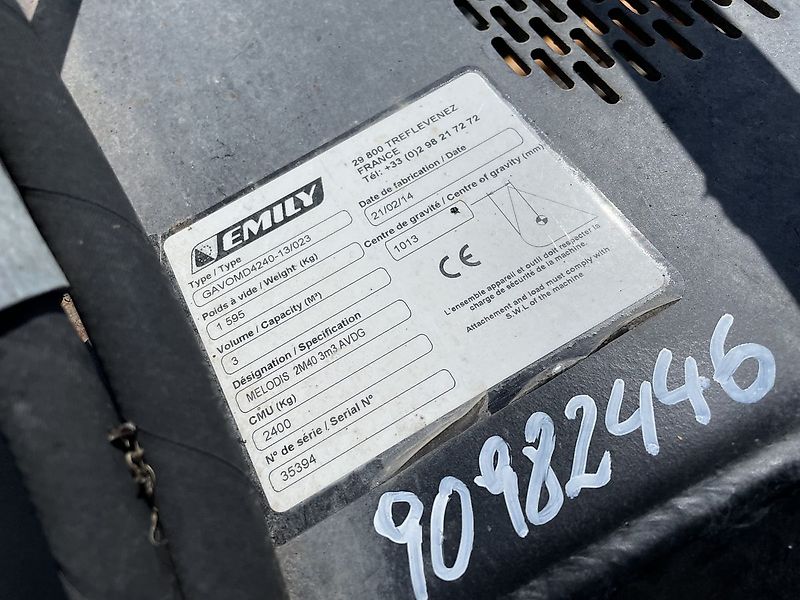 EMILY
29 800 TREFLEVENEZ
FRANCE
Tél: +33 (0)2 98 21 72 72
Type / Type
GAVOMD4240-13/023
Date de fabrication / Date
21/02/14
Poids à vide / Weight (Kg)
1 595
Centre de gravité / Centre of gravity (mm)
1013
Volume / Capacity (M³)
3
CE
Désignation / Specification
MELODIS 2M40 3m3 AVDG
L'ensemble appareil et outil doit respecter la
charge de sécurité de la machine.
Attachement and load must comply with
S.W.L of the machine.
CMU (Kg)
2400
N° de série / Serial N°
35394
90982446